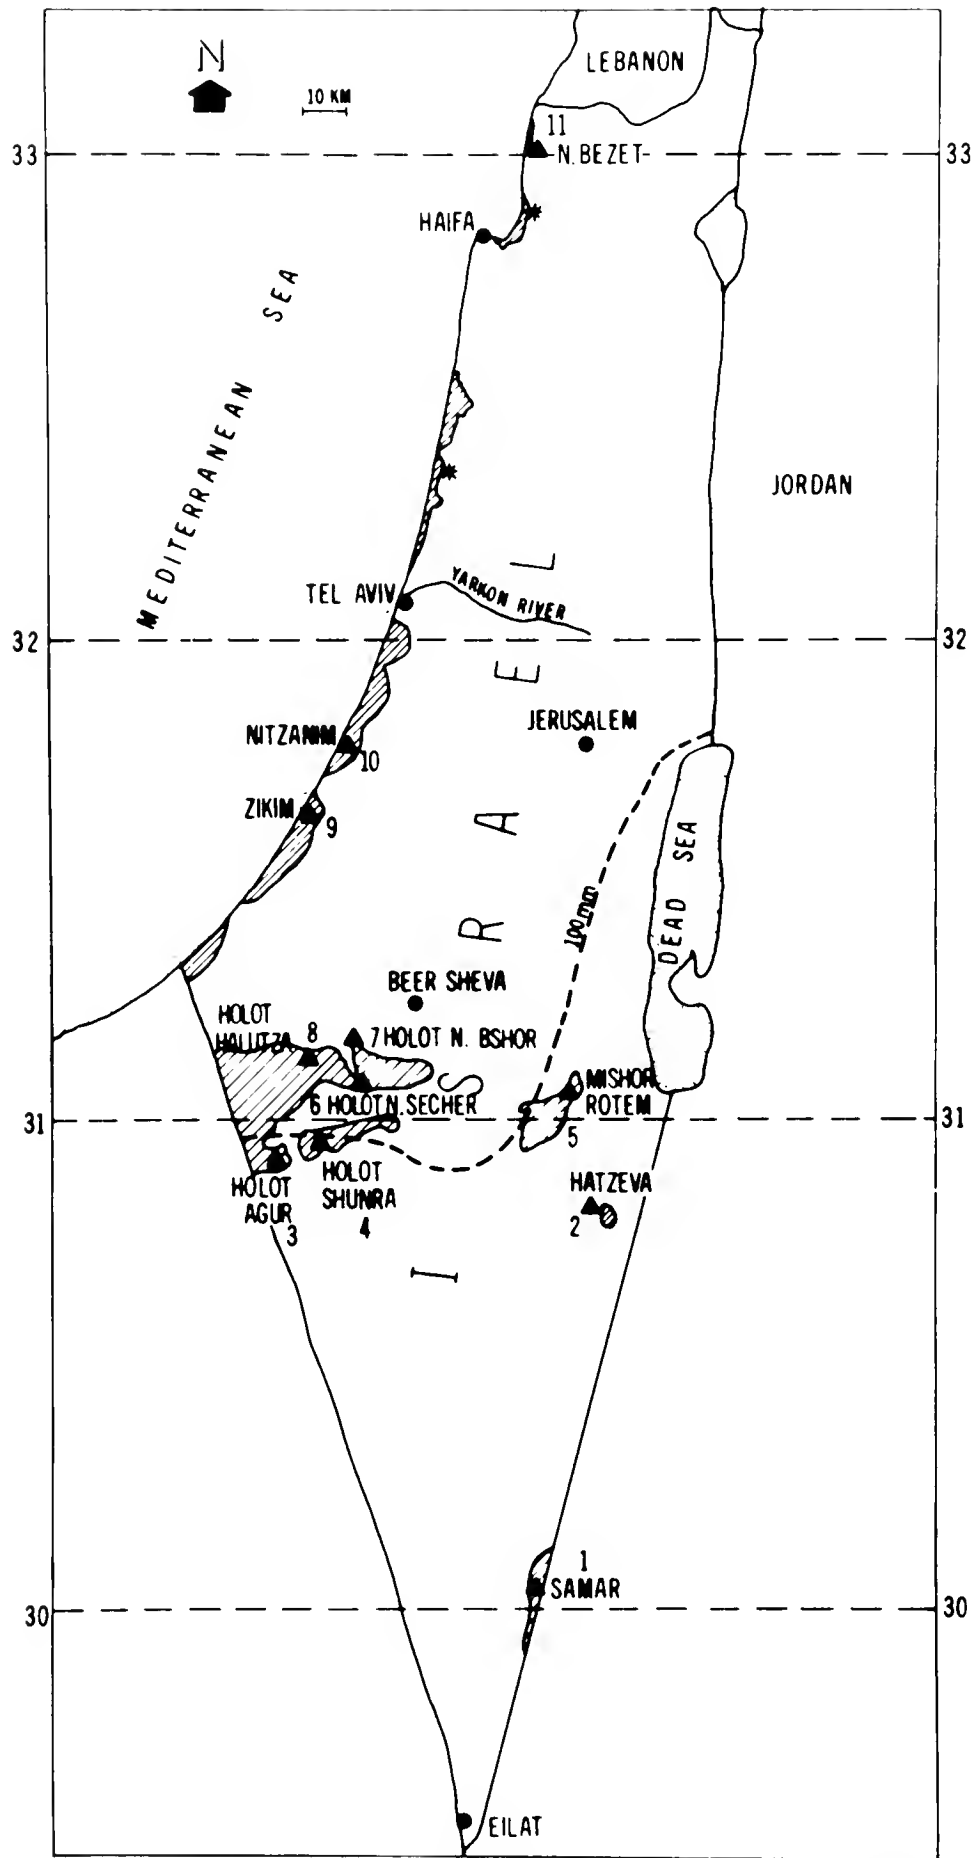 N
10 KM
LEBANON
11
N. BEZET
33
33
HAIFA
MEDITERRANEAN SEA
JORDAN
TEL AVIV
YARKON RIVER
32
32
JERUSALEM
NITZANIM
10
ZIKIM
9
ISRAEL
100mm
DEAD SEA
BEER SHEVA
HOLOT
HALUTZA
8
7 HOLOT N. BSHOR
6 HOLOT N. SECHER
MISHOR
ROTEM
5
31
31
HOLOT
AGUR
3
HOLOT
SHUNRA
4
HATZEVA
2
1
SAMAR
30
30
EILAT